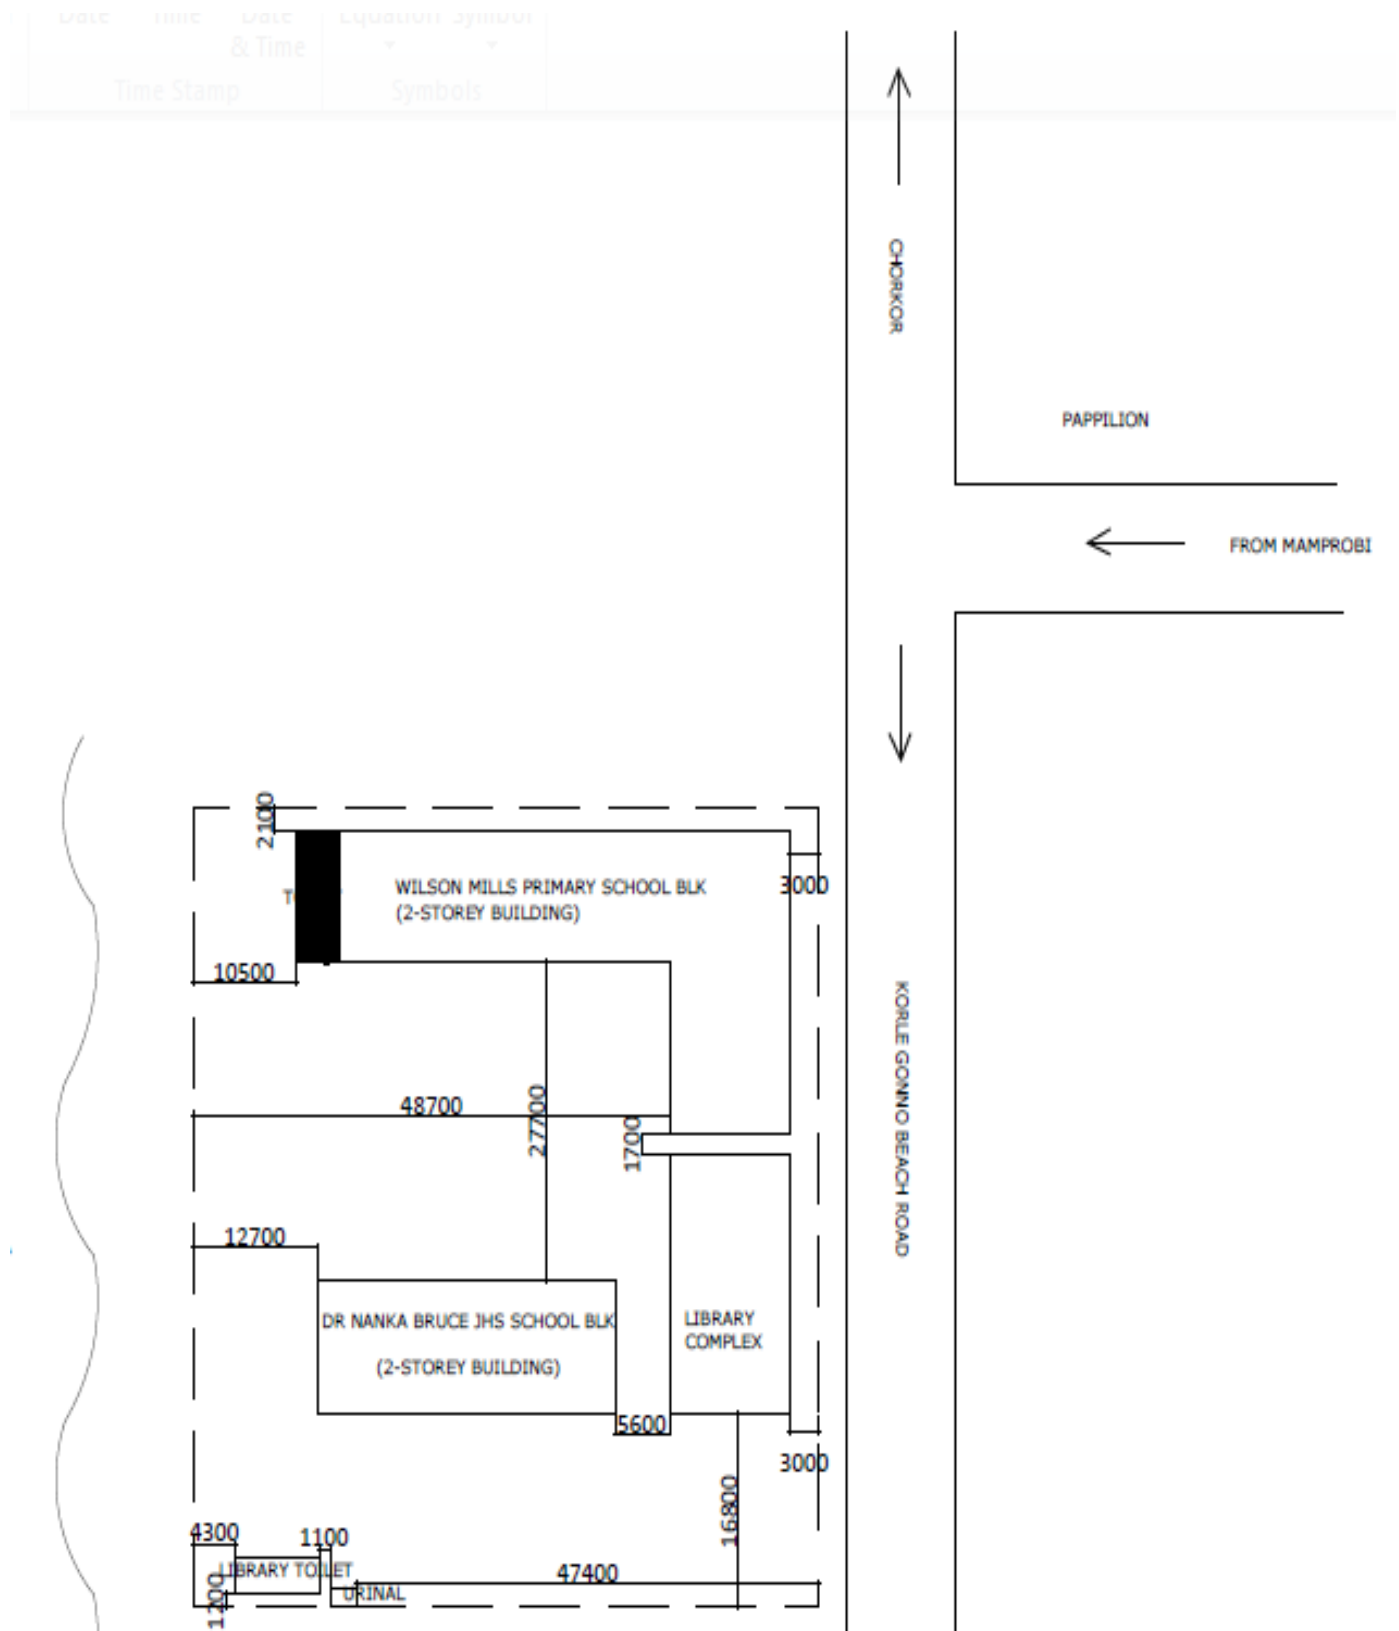 Date Time Date Equation Symbol
& Time
Time Stamp Symbols
CHORKOR
PAPPILION
FROM MAMPROBI
2100
WILSON MILLS PRIMARY SCHOOL BLK
(2-STOREY BUILDING)
3000
10500
KORLE GONNO BEACH ROAD
48700
27700
1700
12700
DR NANKA BRUCE JHS SCHOOL BLK
(2-STOREY BUILDING)
LIBRARY
COMPLEX
5600
3000
16800
4300
1100
LIBRARY TOILET
47400
URINAL
1200